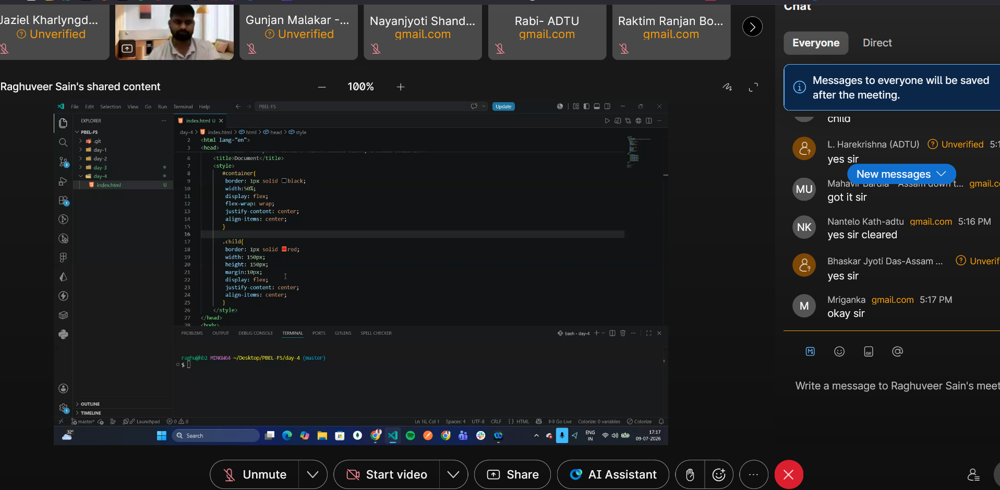 Chat
Jaziel Kharlyngd...
Unverified
Gunjan Malakar -...
Unverified
Nayanjyoti Shand...
gmail.com
Rabi- ADTU
gmail.com
Raktim Ranjan Bo...
gmail.com
Everyone
Direct
Messages to everyone will be saved
after the meeting.
Raghuveer Sain's shared content
100%
File Edit Selection View Go Run Terminal Help
PBEL-FS
Update
EXPLORER
PBEL-FS
.git
day-1
day-2
day-3
day-4
index.html U
index.html U
day-4 > index.html > html > head > style
2 <html lang="en">
3 <head>
6 <title>Document</title>
7 <style>
8 #container{
9 border: 1px solid black;
10 width:50%;
11 display: flex;
12 flex-wrap: wrap;
13 justify-content: center;
14 align-items: center;
15 }
16
17 .child{
18 border: 1px solid red;
19 width: 150px;
20 height: 150px;
21 margin:10px;
22 display: flex;
23 justify-content: center;
24 align-items: center;
25 }
26 </style>
27 </head>
28 <body>
PROBLEMS OUTPUT DEBUG CONSOLE TERMINAL PORTS GITLENS SPELL CHECKER
bash - day-4
raghu@hb2 MINGW64 ~/Desktop/PBEL-FS/day-4 (master)
$
OUTLINE
TIMELINE
master* Launchpad 0 0
Ln 16, Col 1 Spaces: 4 UTF-8 CRLF {} HTML Go Live Colorize: 0 variables Colorize
32°
Search
ENG
IN
17:17
09-07-2026
child
L. Harekrishna (ADTU) Unverified 5:1
yes sir
New messages
MU
gmail.c
got it sir
NK
Nantelo Kath-adtu gmail.com 5:16 PM
yes sir cleared
Bhaskar Jyoti Das-Assam ... Unverif
yes sir
M
Mriganka gmail.com 5:17 PM
okay sir
GIF
Write a message to Raghuveer Sain's meet
Unmute
Start video
Share
AI Assistant